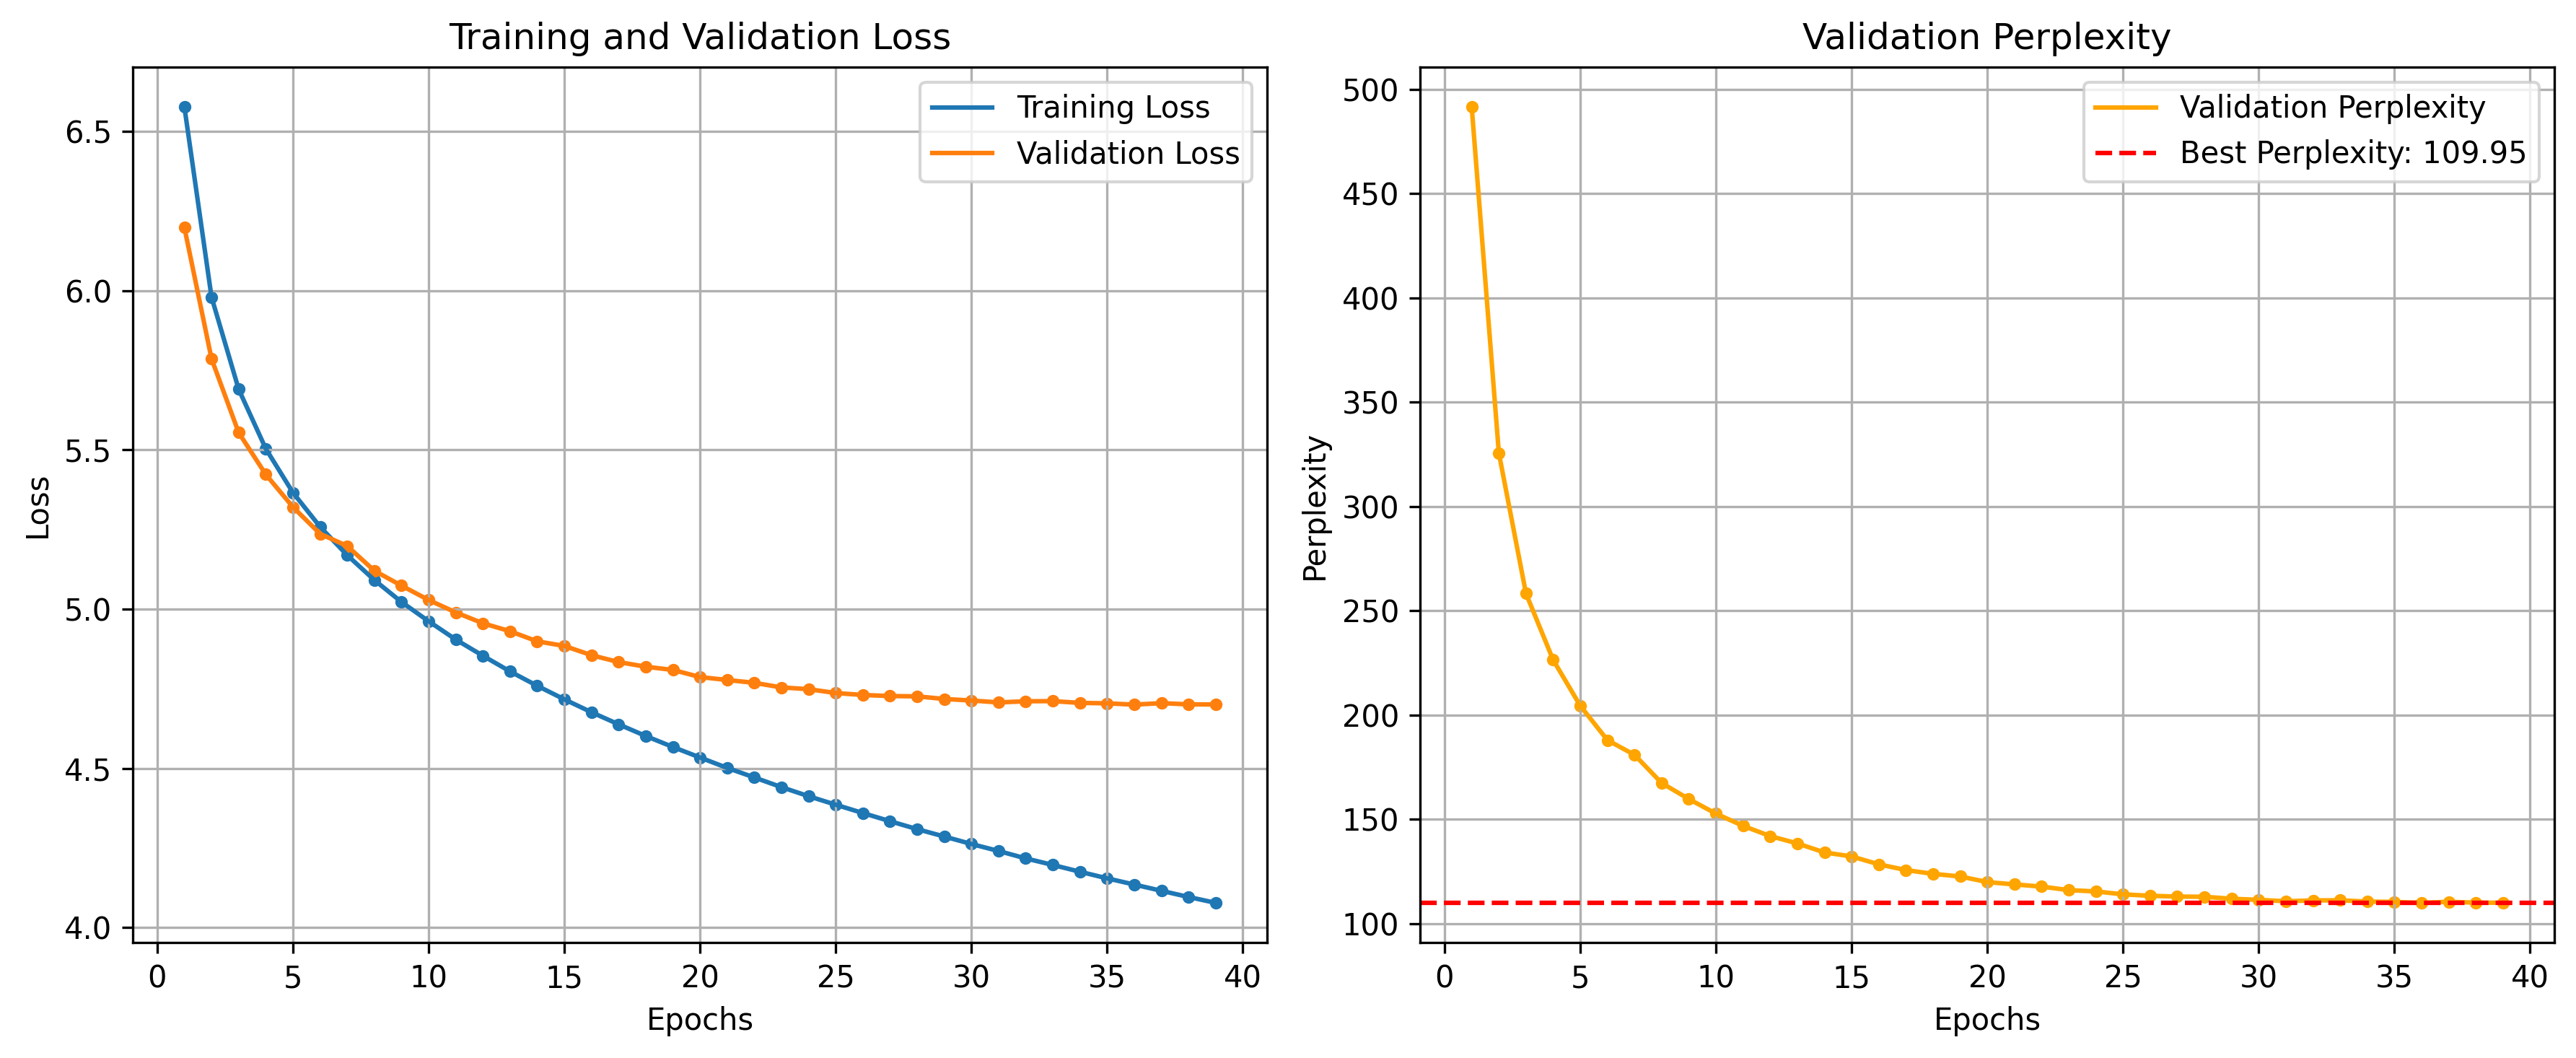 Training and Validation Loss
Training Loss
Validation Loss
6.5
6.0
5.5
5.0
4.5
4.0
Loss
0 5 10 15 20 25 30 35 40
Epochs
Validation Perplexity
Validation Perplexity
Best Perplexity: 109.95
500
450
400
350
300
250
200
150
100
Perplexity
0 5 10 15 20 25 30 35 40
Epochs